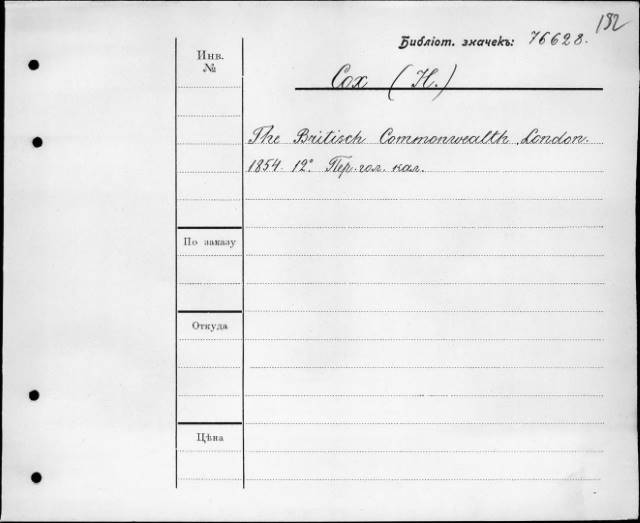 182
Библіот. значекъ: 76628.
Инв.
№
Cox (H.)
The Britisch Commonwealth London.
1854. 12°. Пер. гол. кал.
По заказу
Откуда
Цѣна